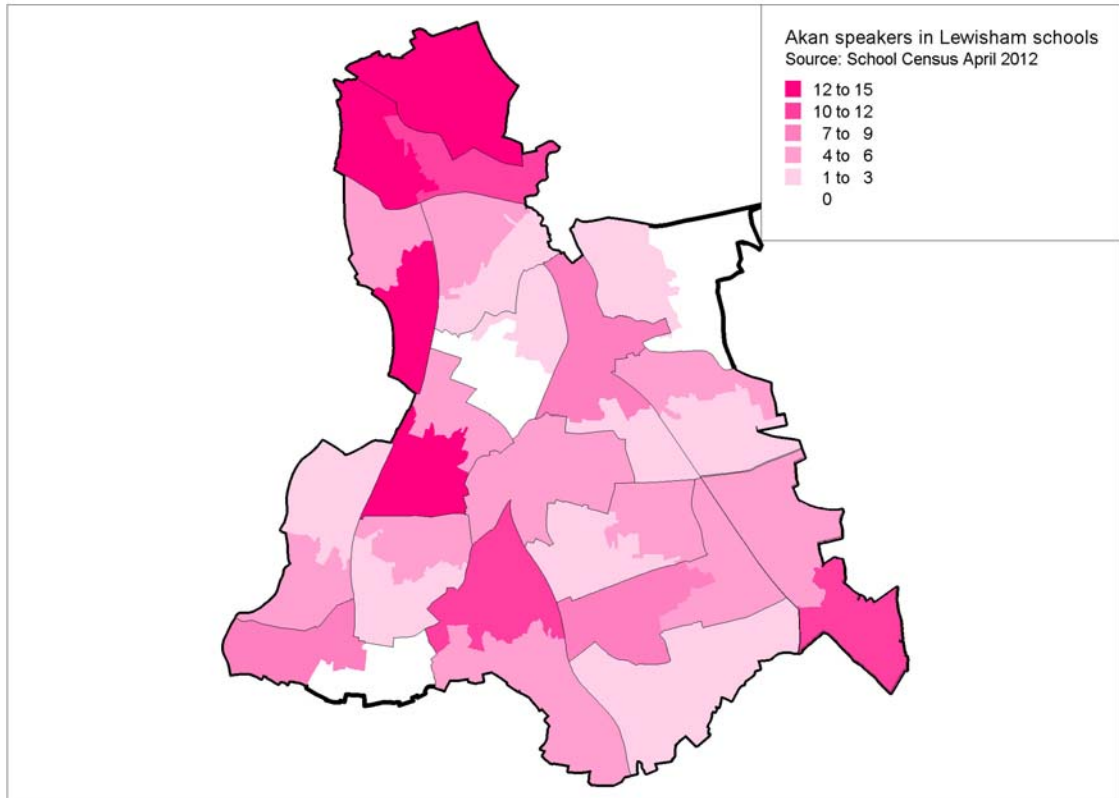 Akan speakers in Lewisham schools
Source: School Census April 2012
12 to 15
10 to 12
7 to 9
4 to 6
1 to 3
0